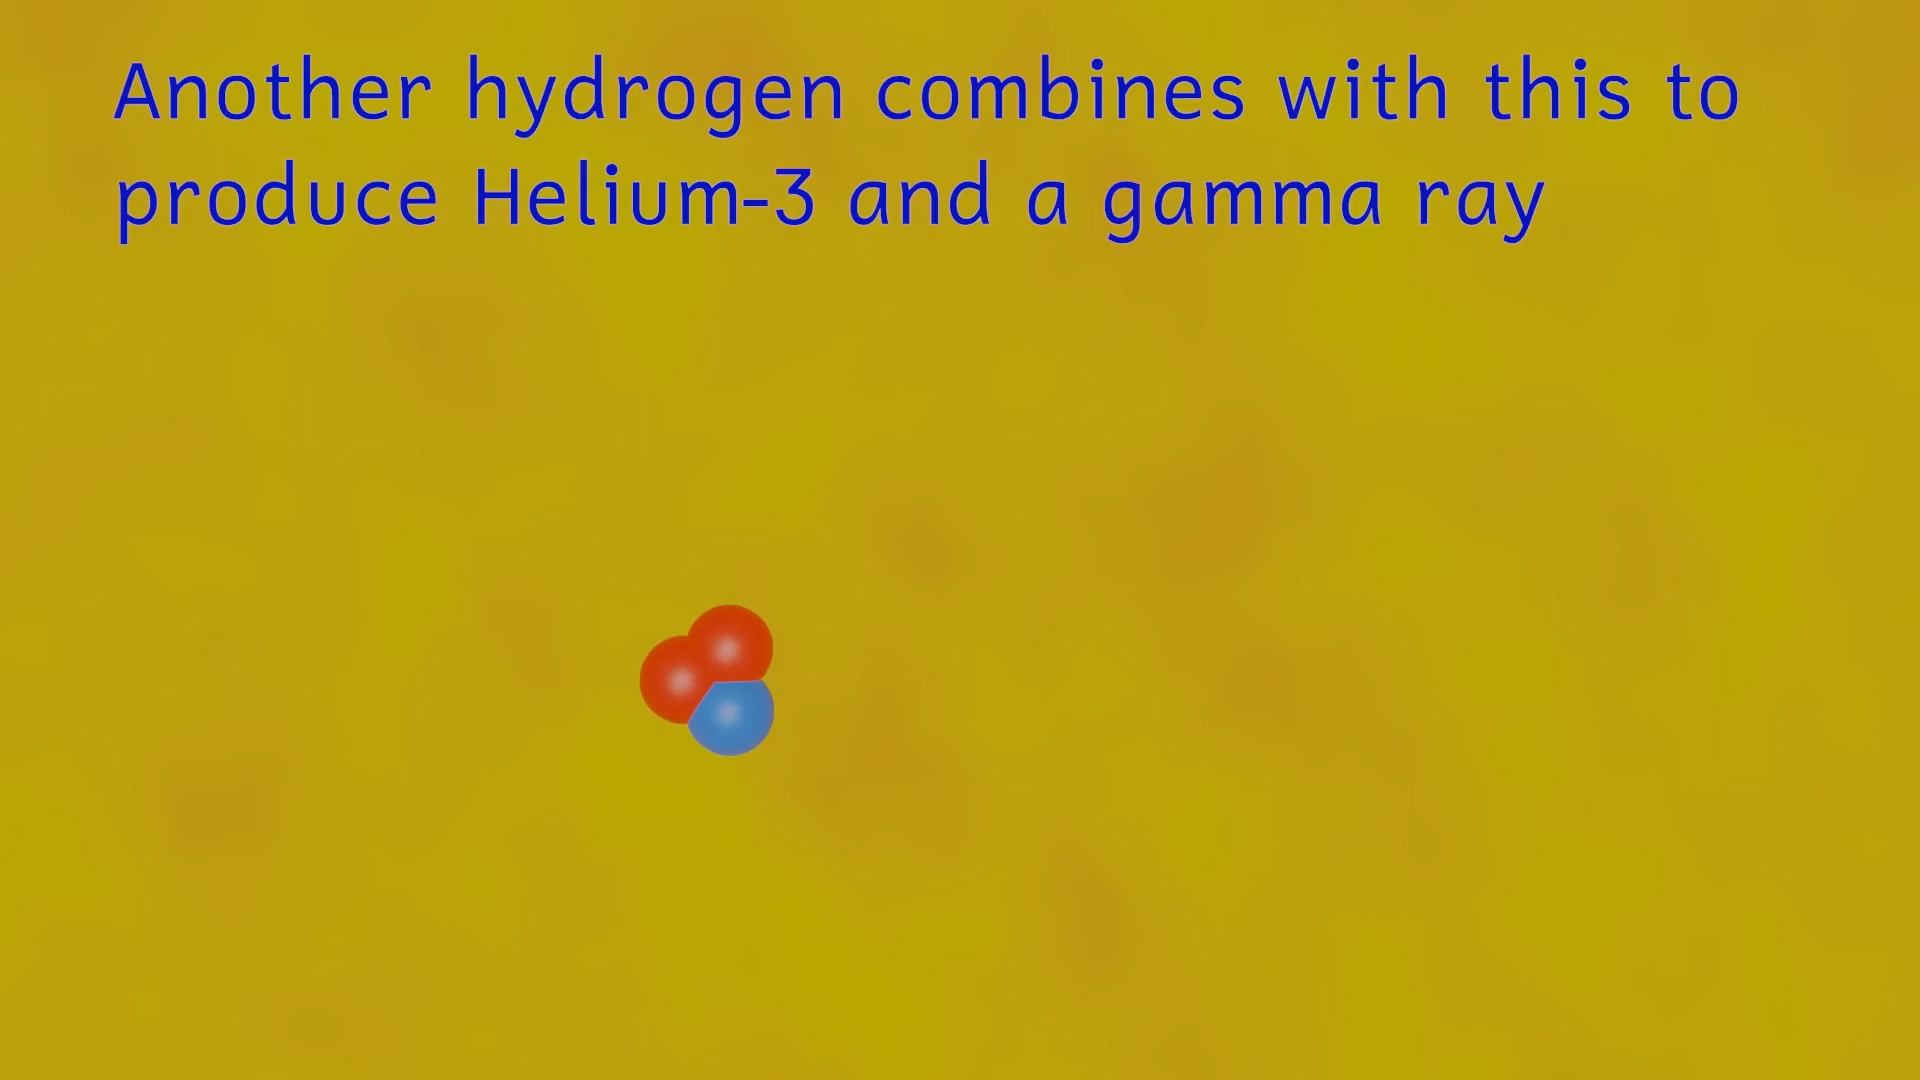 Another hydrogen combines with this to
produce Helium-3 and a gamma ray